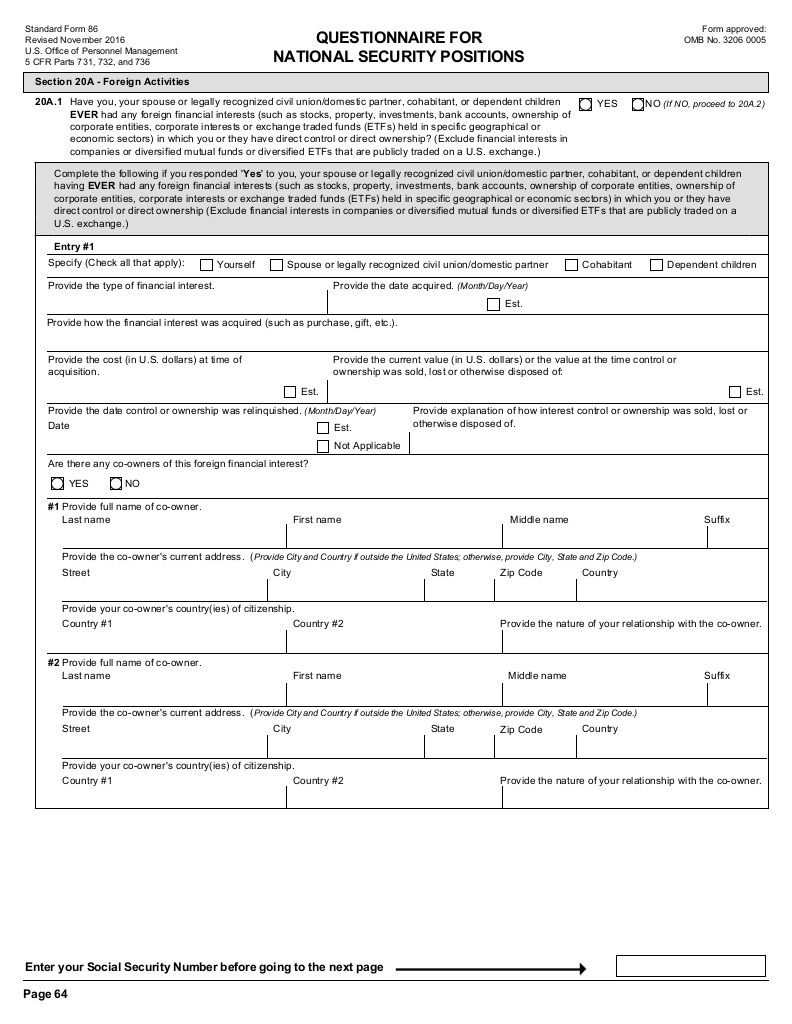 Standard Form 86
Revised November 2016
U.S. Office of Personnel Management
5 CFR Parts 731, 732, and 736
QUESTIONNAIRE FOR
NATIONAL SECURITY POSITIONS
Form approved:
OMB No. 3206 0005
Section 20A - Foreign Activities
20A.1 Have you, your spouse or legally recognized civil union/domestic partner, cohabitant, or dependent children
EVER had any foreign financial interests (such as stocks, property, investments, bank accounts, ownership of
corporate entities, corporate interests or exchange traded funds (ETFs) held in specific geographical or
economic sectors) in which you or they have direct control or direct ownership? (Exclude financial interests in
companies or diversified mutual funds or diversified ETFs that are publicly traded on a U.S. exchange.)
YES NO (If NO, proceed to 20A.2)
Complete the following if you responded 'Yes' to you, your spouse or legally recognized civil union/domestic partner, cohabitant, or dependent children
having EVER had any foreign financial interests (such as stocks, property, investments, bank accounts, ownership of corporate entities, ownership of
corporate entities, corporate interests or exchange traded funds (ETFs) held in specific geographical or economic sectors) in which you or they have
direct control or direct ownership (Exclude financial interests in companies or diversified mutual funds or diversified ETFs that are publicly traded on a
U.S. exchange.)
Entry #1
Specify (Check all that apply): Yourself Spouse or legally recognized civil union/domestic partner Cohabitant Dependent children
Provide the type of financial interest.
Provide the date acquired. (Month/Day/Year)
Est.
Provide how the financial interest was acquired (such as purchase, gift, etc.).
Provide the cost (in U.S. dollars) at time of
acquisition.
Est.
Provide the current value (in U.S. dollars) or the value at the time control or
ownership was sold, lost or otherwise disposed of:
Est.
Provide the date control or ownership was relinquished. (Month/Day/Year)
Date Est.
Not Applicable
Provide explanation of how interest control or ownership was sold, lost or
otherwise disposed of.
Are there any co-owners of this foreign financial interest?
YES NO
#1 Provide full name of co-owner.
Last name First name Middle name Suffix
Provide the co-owner's current address. (Provide City and Country if outside the United States; otherwise, provide City, State and Zip Code.)
Street City State Zip Code Country
Provide your co-owner's country(ies) of citizenship.
Country #1 Country #2 Provide the nature of your relationship with the co-owner.
#2 Provide full name of co-owner.
Last name First name Middle name Suffix
Provide the co-owner's current address. (Provide City and Country if outside the United States; otherwise, provide City, State and Zip Code.)
Street City State Zip Code Country
Provide your co-owner's country(ies) of citizenship.
Country #1 Country #2 Provide the nature of your relationship with the co-owner.
Enter your Social Security Number before going to the next page
Page 64